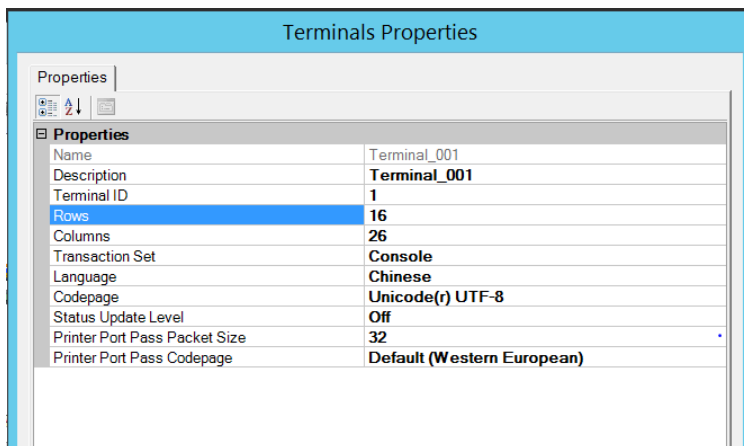 Terminals Properties
Properties
A
Z
Properties
Name Terminal_001
Description Terminal_001
Terminal ID 1
Rows 16
Columns 26
Transaction Set Console
Language Chinese
Codepage Unicode(r) UTF-8
Status Update Level Off
Printer Port Pass Packet Size 32
Printer Port Pass Codepage Default (Western European)